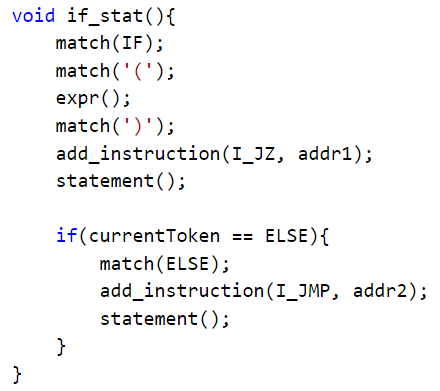 void if_stat(){
    match(IF);
    match('(');
    expr();
    match(')');
    add_instruction(I_JZ, addr1);
    statement();

    if(currentToken == ELSE){
        match(ELSE);
        add_instruction(I_JMP, addr2);
        statement();
    }
}